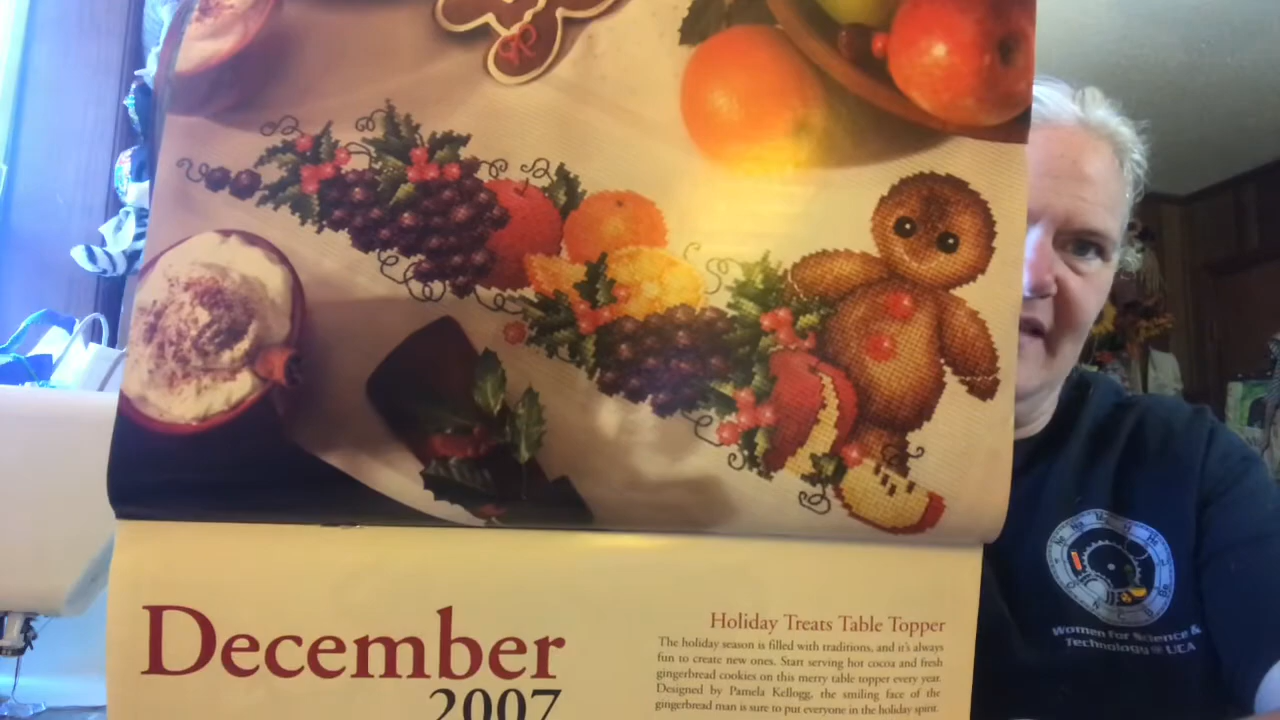 December
2007
Holiday Treats Table Topper
The holiday season is filled with traditions, and it's always
fun to create new ones. Start serving hot cocoa and fresh
gingerbread cookies on this merry table topper every year.
Designed by Pamela Kellogg, the smiling face of the
gingerbread man is sure to put everyone in the holiday spirit.
Women For Science &
Technology @ UCA